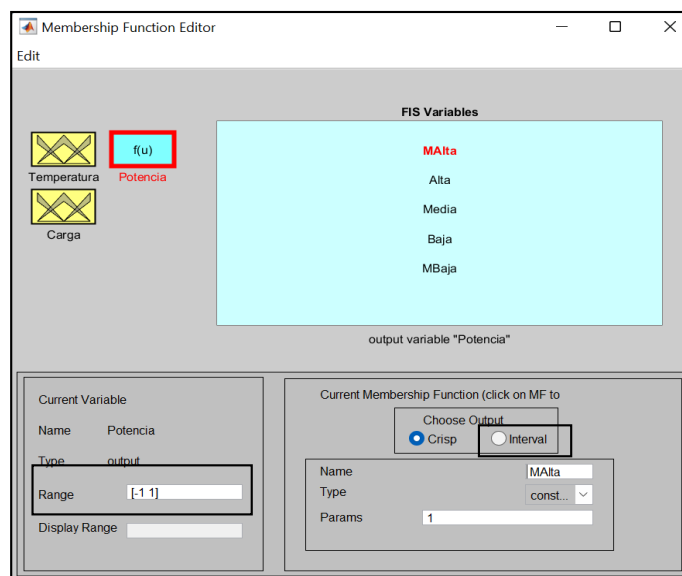 Membership Function Editor
Edit
FIS Variables
f(u)
Temperatura
Potencia
Carga
MAlta
Alta
Media
Baja
MBaja
output variable "Potencia"
Current Variable
Name Potencia
Type output
Range [-1 1]
Display Range
Current Membership Function (click on MF to
Choose Output
Crisp Interval
Name MAlta
Type const...
Params 1